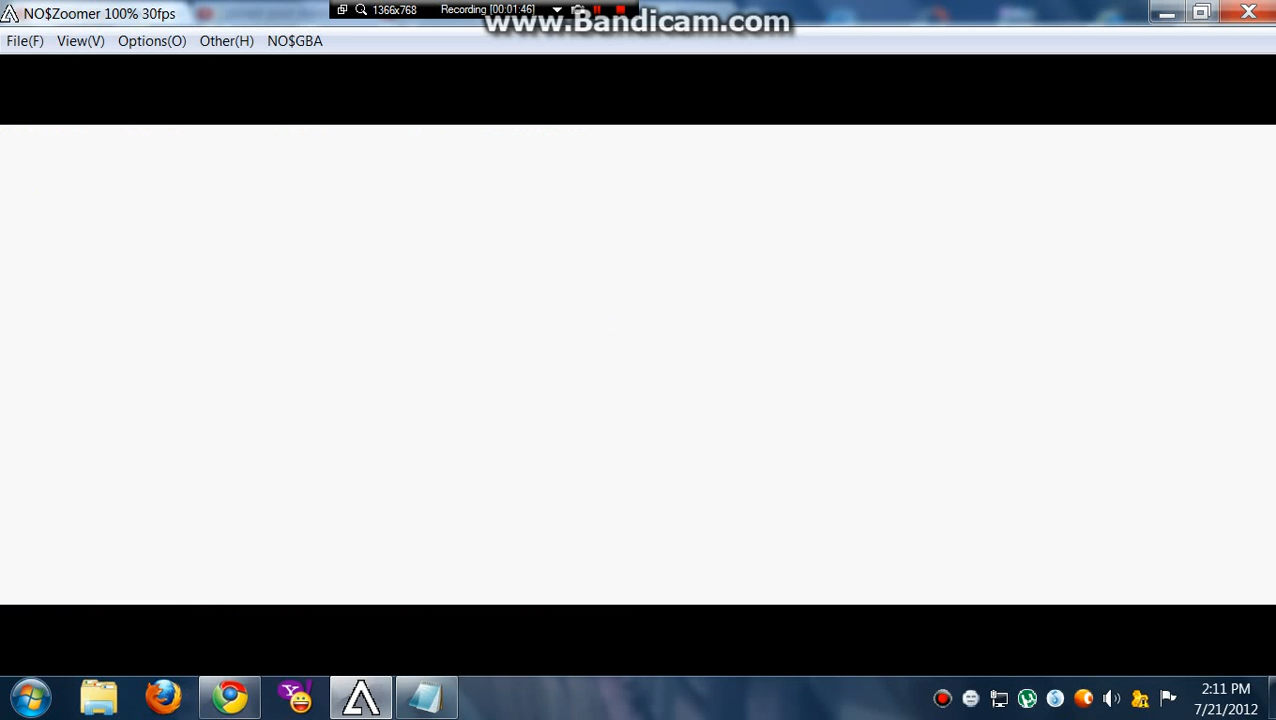 NO$Zoomer 100% 30fps
1366x768
Recording [00:01:46]
www.Bandicam.com
File(F) View(V) Options(O) Other(H) NO$GBA
2:11 PM
7/21/2012